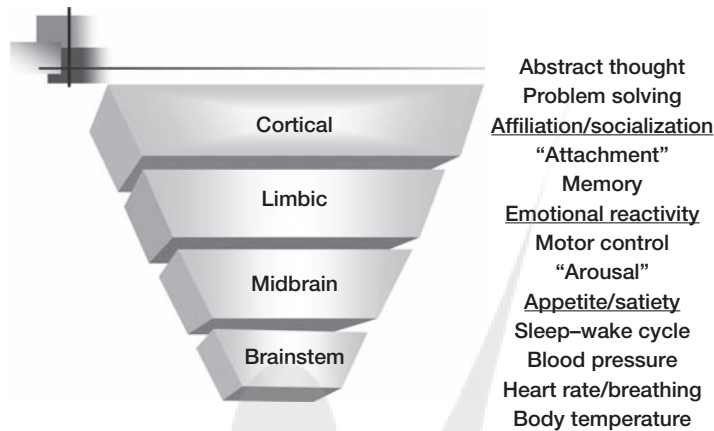 Cortical
Limbic
Midbrain
Brainstem
Abstract thought
Problem solving
Affiliation/socialization
“Attachment”
Memory
Emotional reactivity
Motor control
“Arousal”
Appetite/satiety
Sleep–wake cycle
Blood pressure
Heart rate/breathing
Body temperature